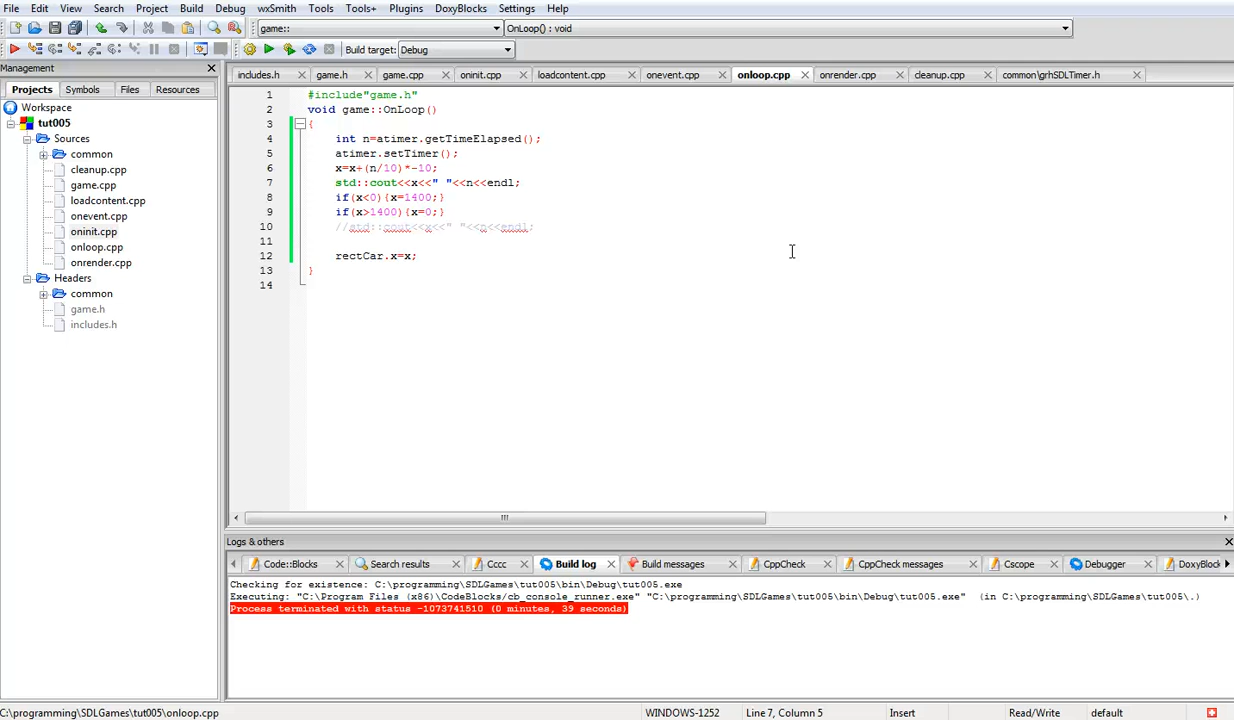 File Edit View Search Project Build Debug wxSmith Tools Tools+ Plugins DoxyBlocks Settings Help
game:: OnLoop() : void
Build target: Debug
Management
Projects Symbols Files Resources
Workspace
tut005
Sources
common
cleanup.cpp
game.cpp
loadcontent.cpp
onevent.cpp
oninit.cpp
onloop.cpp
onrender.cpp
Headers
common
game.h
includes.h
includes.h game.h game.cpp oninit.cpp loadcontent.cpp onevent.cpp onloop.cpp onrender.cpp cleanup.cpp common\grhSDLTimer.h
1 #include"game.h"
2 void game::OnLoop()
3 {
4 int n=atimer.getTimeElapsed();
5 atimer.setTimer();
6 x=x+(n/10)*-10;
7 std::cout<<x<<" "<<n<<endl;
8 if(x<0){x=1400;}
9 if(x>1400){x=0;}
10 //std::cout<<x<<" "<<n<<endl;
11
12 rectCar.x=x;
13 }
14
Logs & others
Code::Blocks Search results Cccc Build log Build messages CppCheck CppCheck messages Cscope Debugger DoxyBlock
Checking for existence: C:\programming\SDLGames\tut005\bin\Debug\tut005.exe
Executing: "C:\Program Files (x86)\CodeBlocks/cb_console_runner.exe" "C:\programming\SDLGames\tut005\bin\Debug\tut005.exe" (in C:\programming\SDLGames\tut005\.)
Process terminated with status -1073741510 (0 minutes, 39 seconds)
C:\programming\SDLGames\tut005\onloop.cpp WINDOWS-1252 Line 7, Column 5 Insert Read/Write default